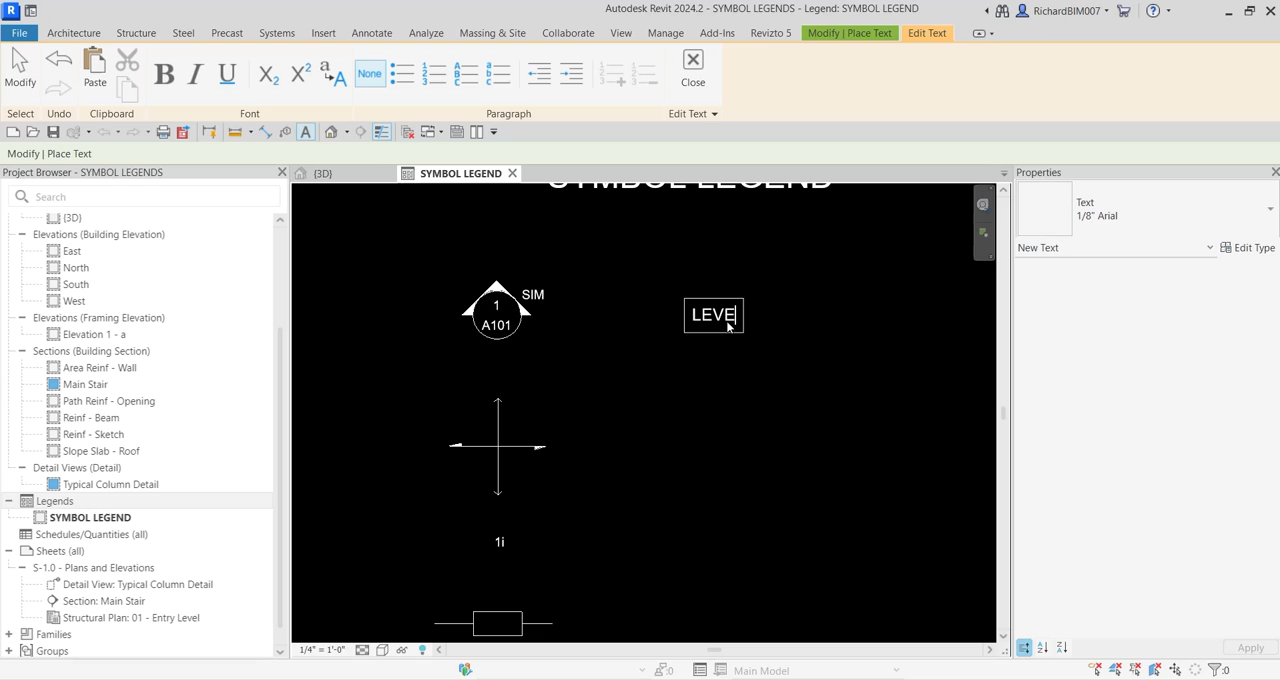 Autodesk Revit 2024.2 - SYMBOL LEGENDS - Legend: SYMBOL LEGEND
RichardBIM007
File Architecture Structure Steel Precast Systems Insert Annotate Analyze Massing & Site Collaborate View Manage Add-Ins Revizto 5 Modify | Place Text Edit Text
Modify Paste None Close
Select Undo Clipboard Font Paragraph Edit Text
Modify | Place Text
Project Browser - SYMBOL LEGENDS
Search
{3D}
Elevations (Building Elevation)
East
North
South
West
Elevations (Framing Elevation)
Elevation 1 - a
Sections (Building Section)
Area Reinf - Wall
Main Stair
Path Reinf - Opening
Reinf - Beam
Reinf - Sketch
Slope Slab - Roof
Detail Views (Detail)
Typical Column Detail
Legends
SYMBOL LEGEND
Schedules/Quantities (all)
Sheets (all)
S-1.0 - Plans and Elevations
Detail View: Typical Column Detail
Section: Main Stair
Structural Plan: 01 - Entry Level
Families
Groups
{3D}
SYMBOL LEGEND
SYMBOL LEGEND
SIM
1
A101
LEVE
1i
1/4" = 1'-0"
Properties
Text
1/8" Arial
New Text
Edit Type
Apply
:0
Main Model
:0